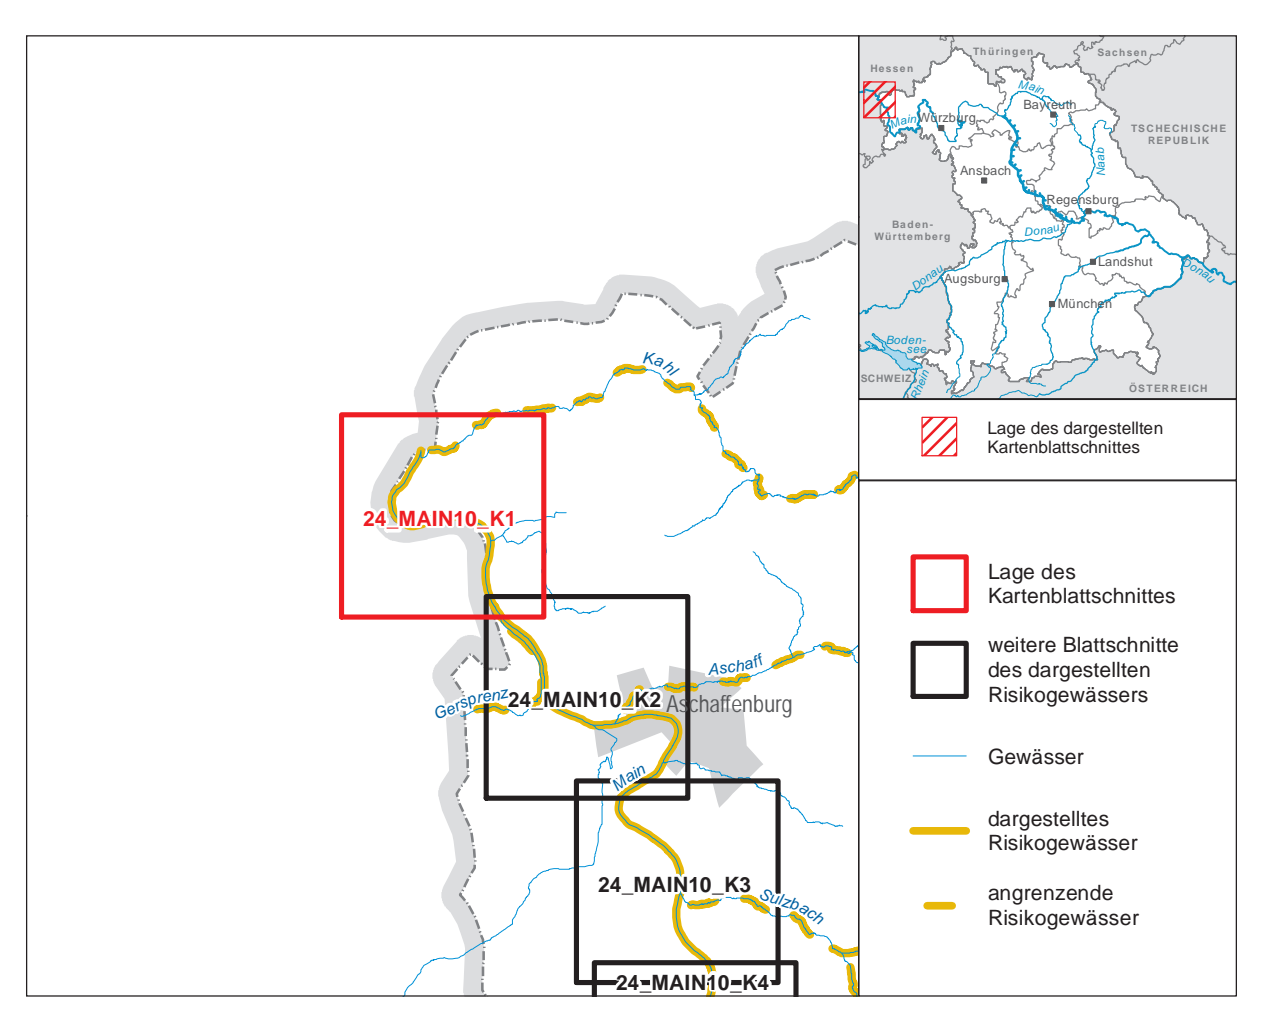 Kahl
24_MAIN10_K1
Aschaff
Gersprenz
24_MAIN10_K2
Aschaffenburg
Main
24_MAIN10_K3
Sulzbach
24_MAIN10_K4
Thüringen
Sachsen
Hessen
Main
Bayreuth
Main
Würzburg
TSCHECHISCHE
REPUBLIK
Naab
Ansbach
Regensburg
Baden-
Württemberg
Donau
Landshut
Donau
Augsburg
Donau
München
Boden-
see
SCHWEIZ
Rhein
ÖSTERREICH
Lage des dargestellten
Kartenblattschnittes
Lage des
Kartenblattschnittes
weitere Blattschnitte
des dargestellten
Risikogewässers
Gewässer
dargestelltes
Risikogewässer
angrenzende
Risikogewässer